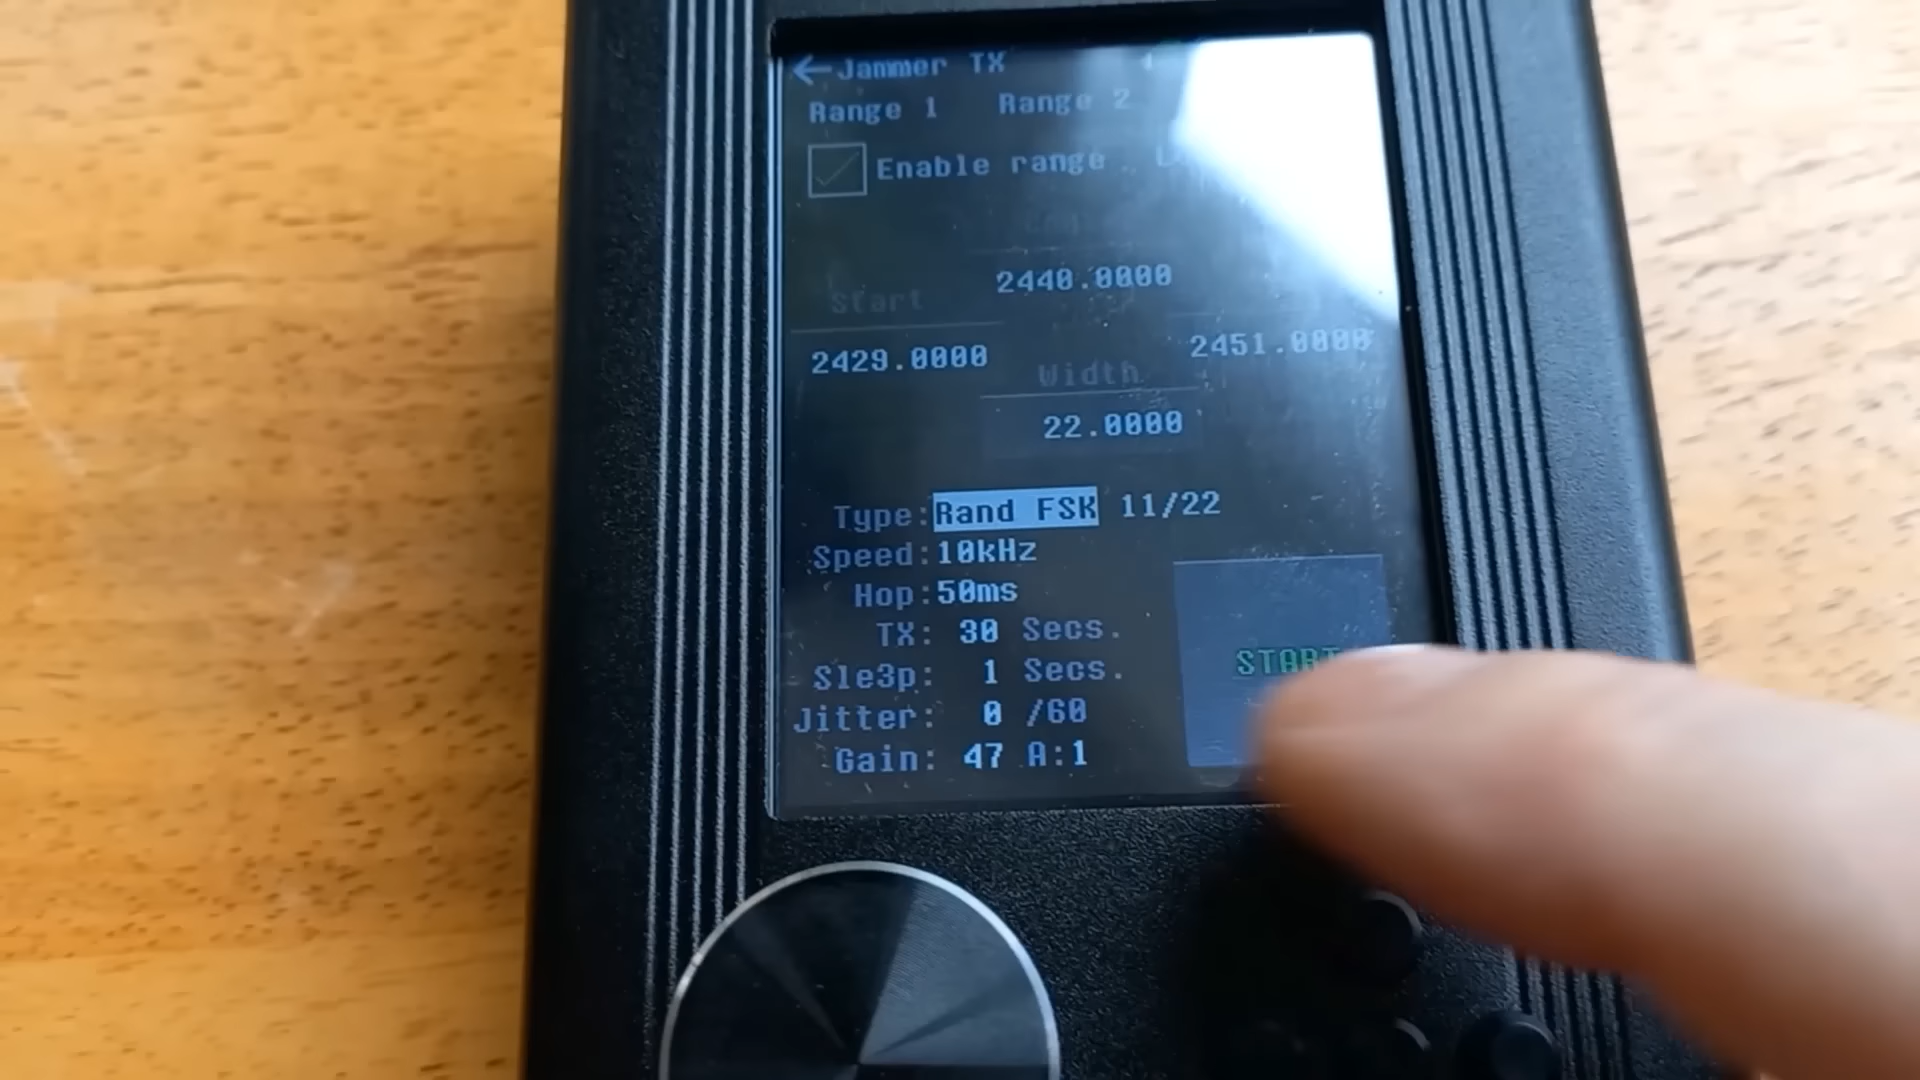 ←Jammer TX
Range 1 Range 2
Enable range
2440.0000
Start
2429.0000
2451.0000
Width
22.0000
Type:Rand FSK 11/22
Speed:10kHz
Hop:50ms
TX: 30 Secs.
Sle3p: 1 Secs.
Jitter: 0 /60
Gain: 47 A:1
START